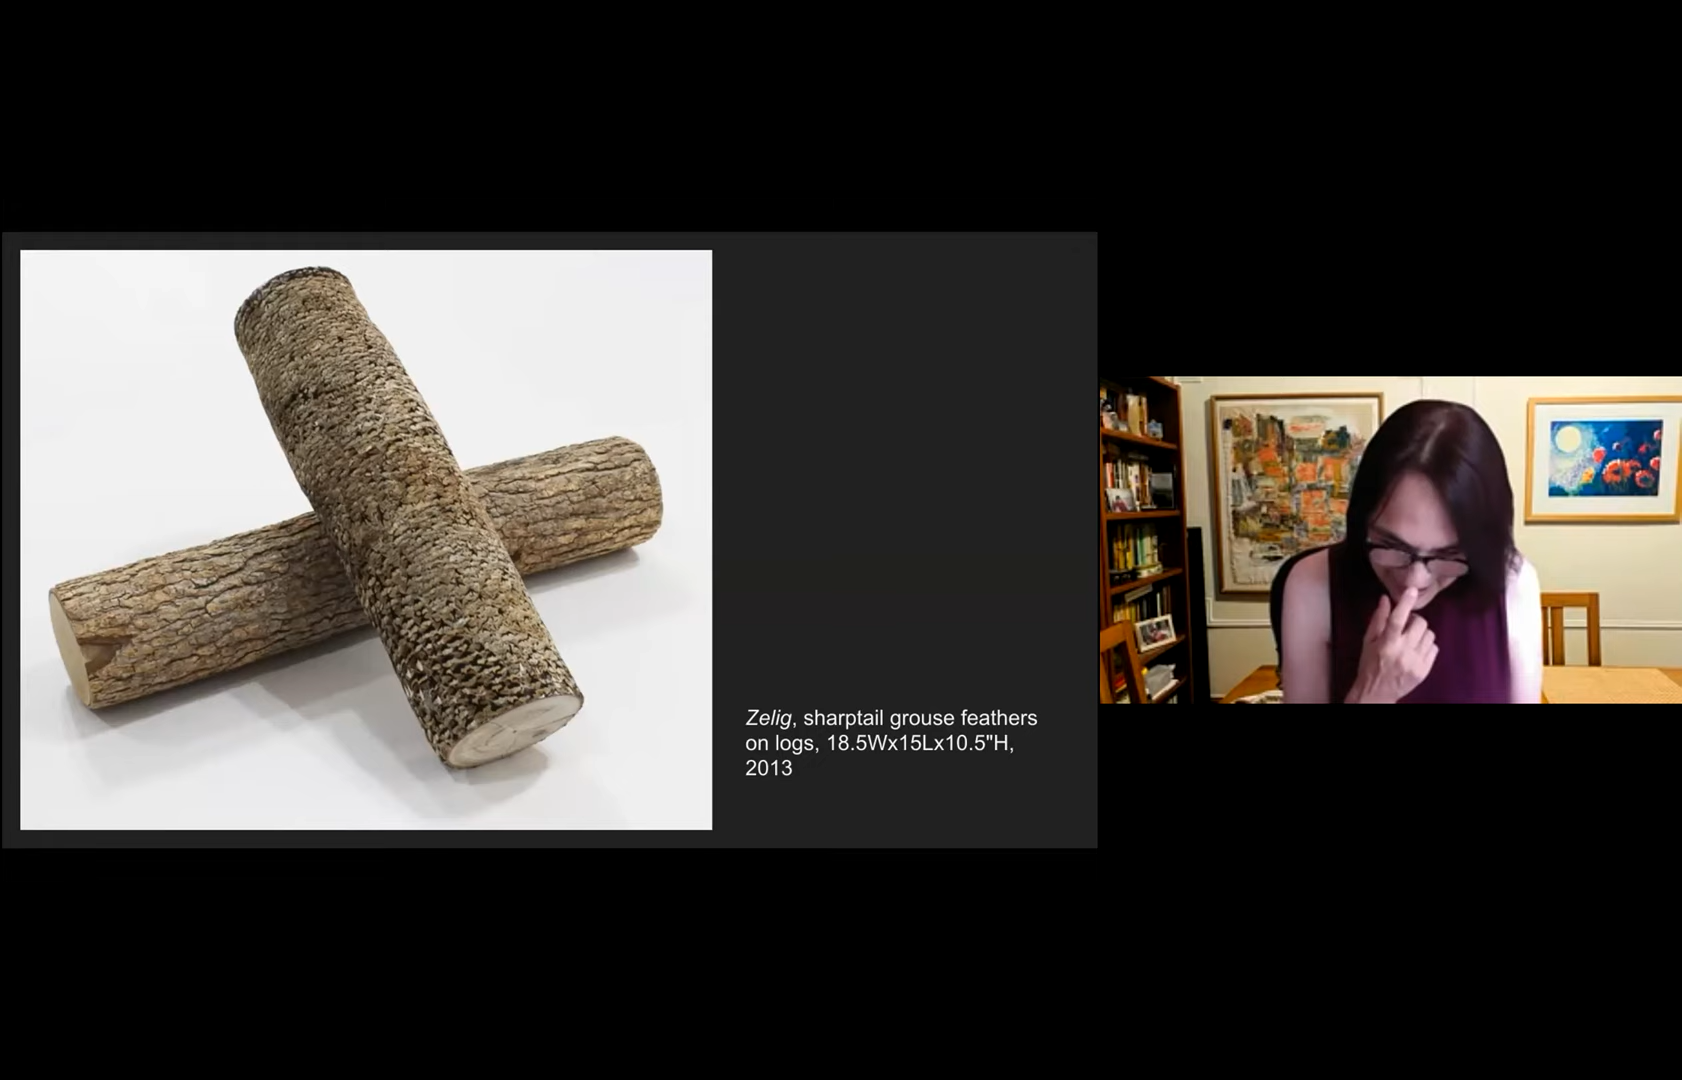 Zelig, sharptail grouse feathers
on logs, 18.5Wx15Lx10.5"H,
2013